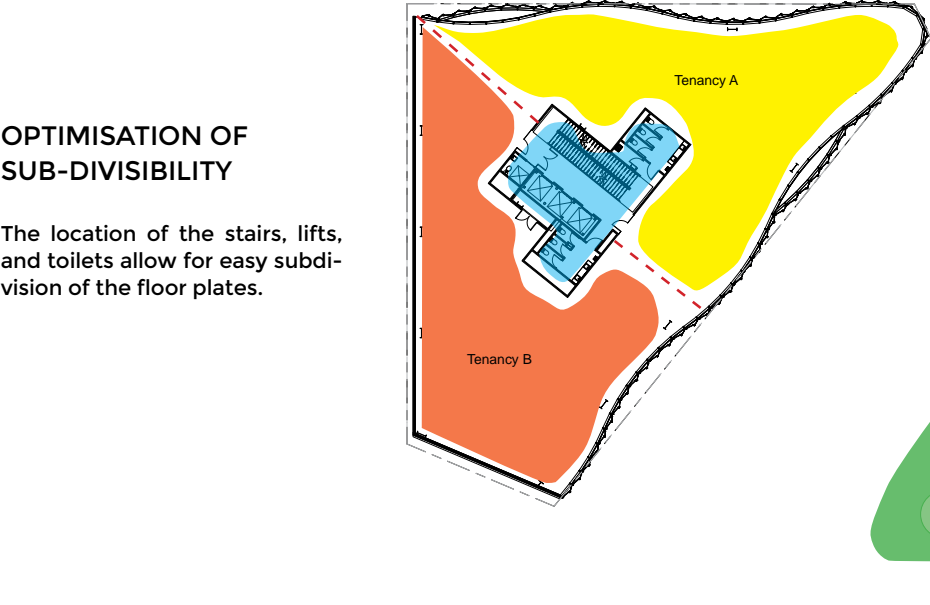 OPTIMISATION OF
SUB-DIVISIBILITY
The location of the stairs, lifts,
and toilets allow for easy subdi-
vision of the floor plates.
Tenancy A
Tenancy B